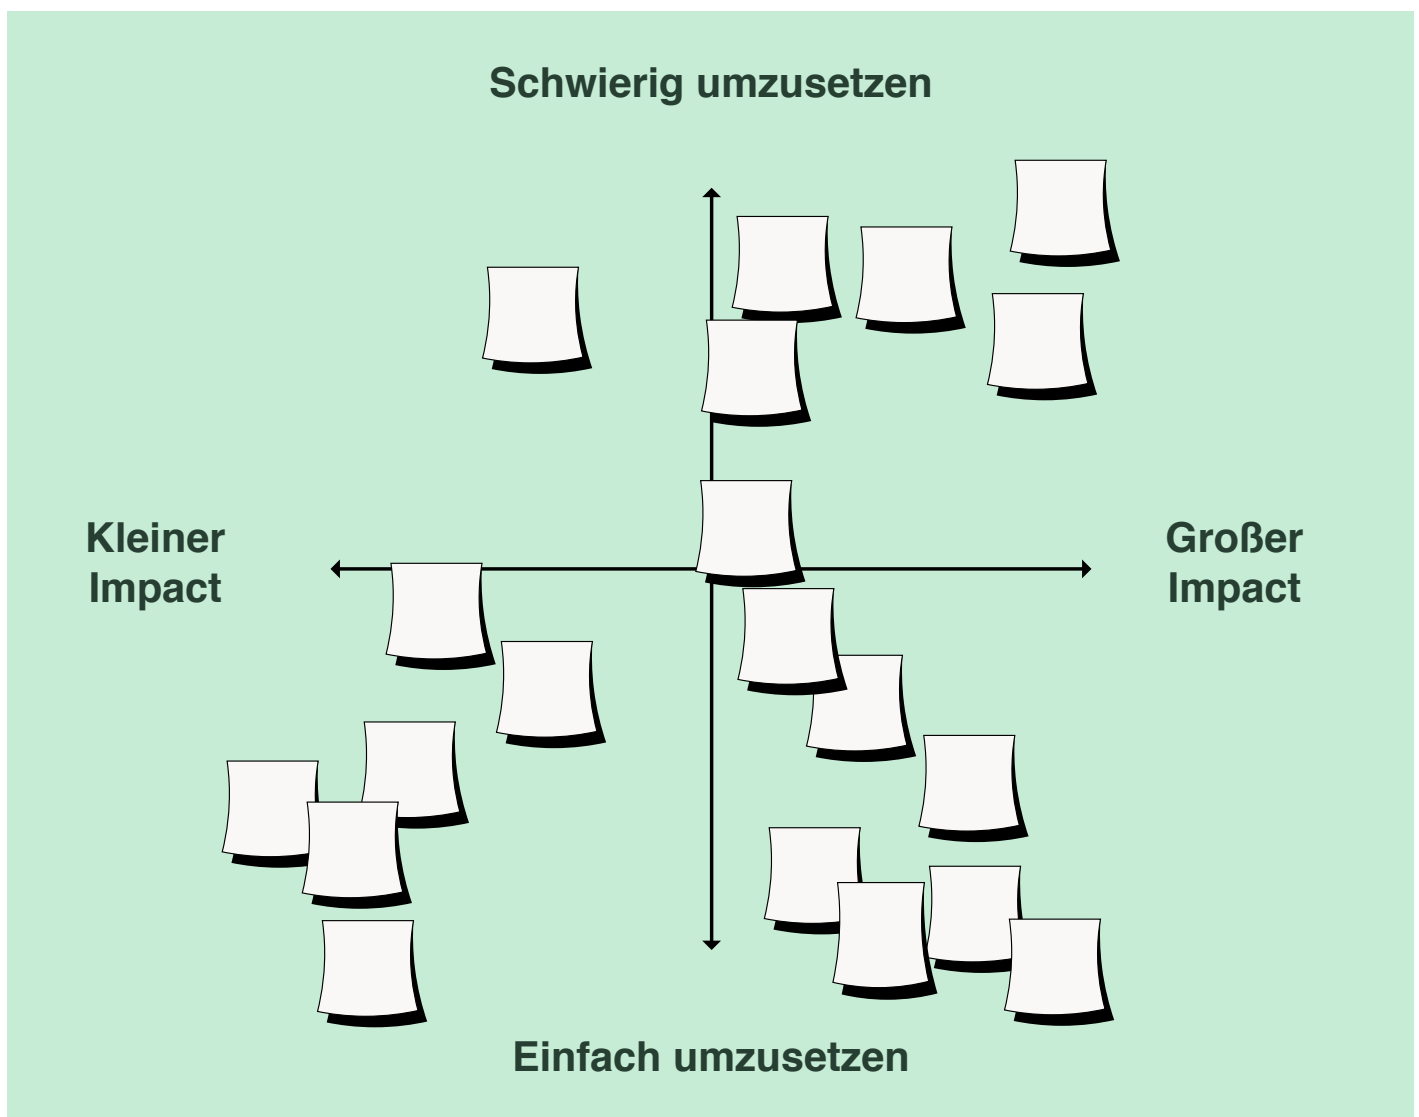 Schwierig umzusetzen
Kleiner
Impact
Großer
Impact
Einfach umzusetzen